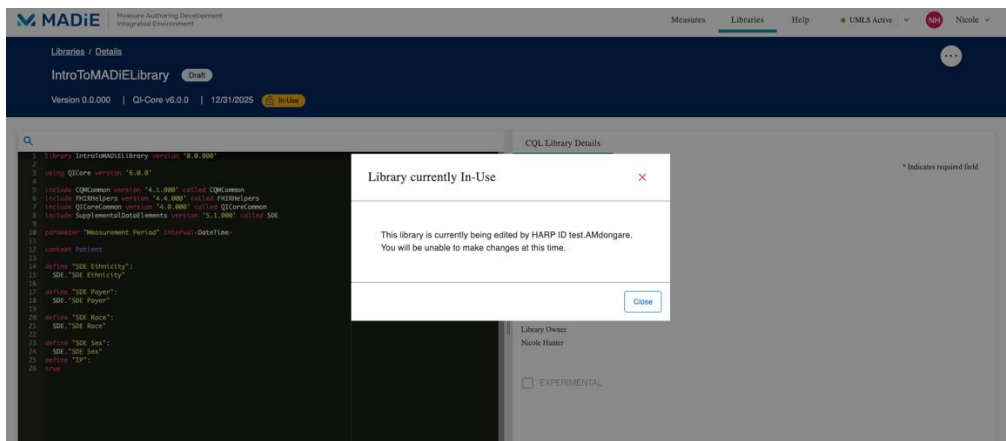 MADiE Measure Authoring Development
Integrated Environment
Measures Libraries Help UMLS Active NH Nicole
Libraries / Details
IntroToMADiELibrary Draft
Version 0.0.000 | QI-Core v6.0.0 | 12/31/2025 In-Use
1 library IntroToMADiELibrary version '0.0.000'
2
3 using QICore version '6.0.0'
4
5 include CQMCommon version '4.1.000' called CQMCommon
6 include FHIRHelpers version '4.4.000' called FHIRHelpers
7 include QICoreCommon version '4.0.000' called QICoreCommon
8 include SupplementalDataElements version '5.1.000' called SDE
9
10 parameter "Measurement Period" Interval<DateTime>
11
12 context Patient
13
14 define "SDE Ethnicity":
15 SDE."SDE Ethnicity"
16
17 define "SDE Payer":
18 SDE."SDE Payer"
19
20 define "SDE Race":
21 SDE."SDE Race"
22
23 define "SDE Sex":
24 SDE."SDE Sex"
25 define "IP":
26 true
CQL Library Details
* Indicates required field
Library currently In-Use
This library is currently being edited by HARP ID test.AMdongare.
You will be unable to make changes at this time.
Close
Library Owner
Nicole Hunter
EXPERIMENTAL